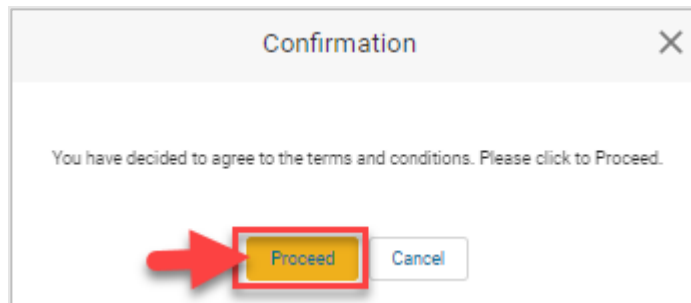 Confirmation
You have decided to agree to the terms and conditions. Please click to Proceed.
Proceed Cancel